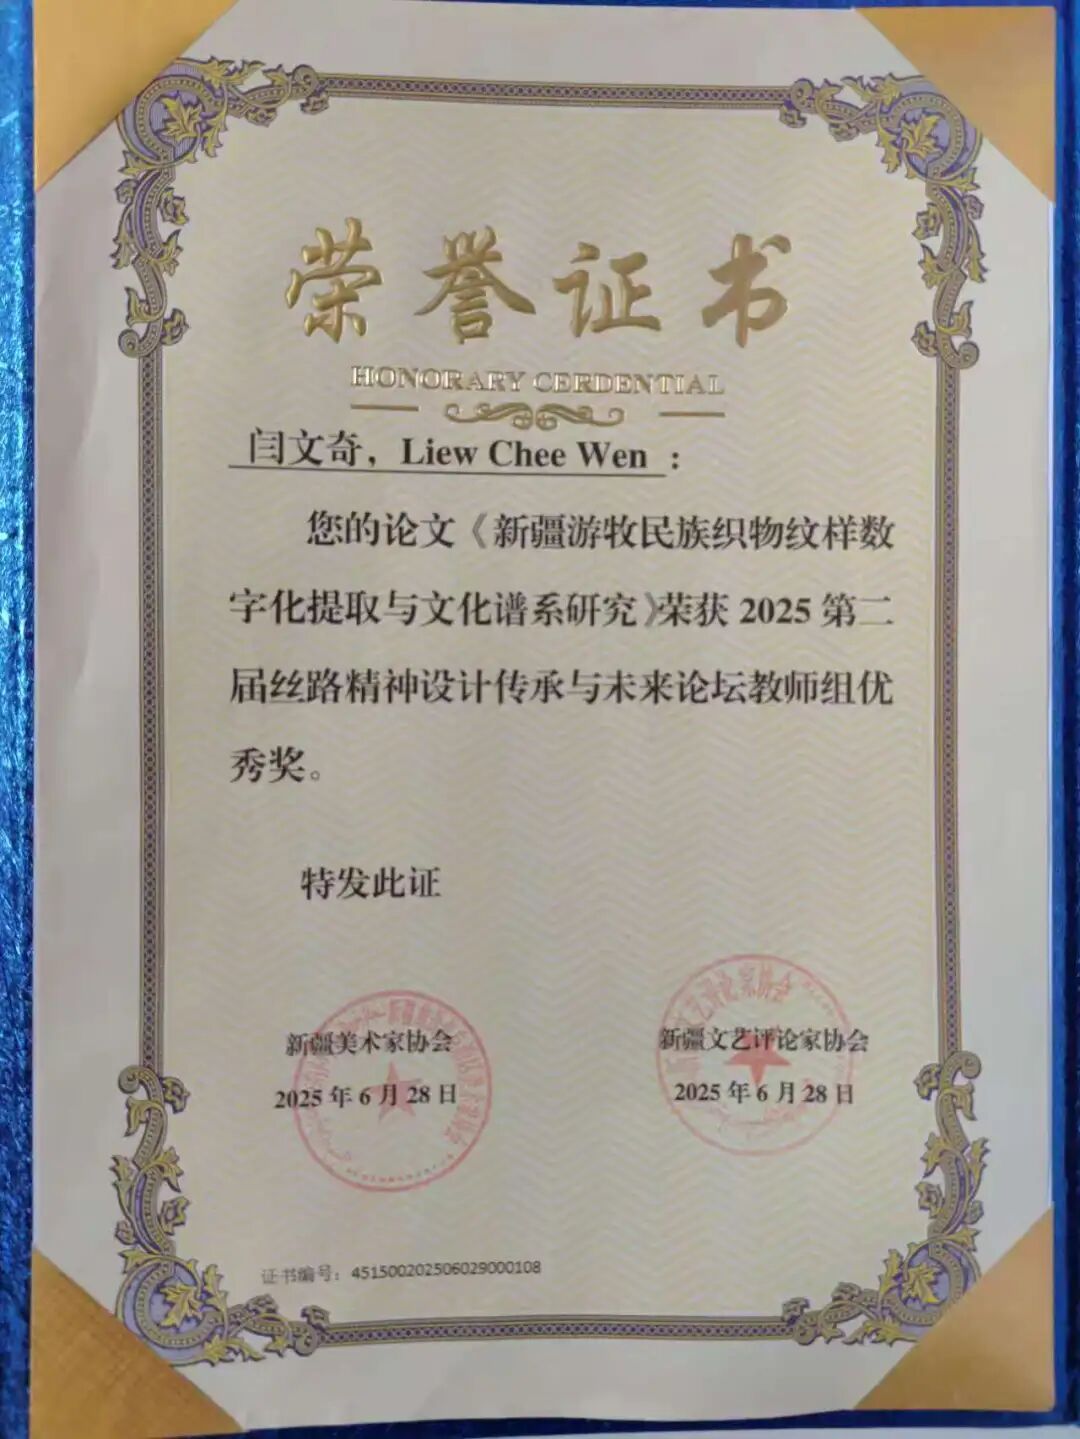 荣誉证书
HONORARY CERDENTIAL
闫文奇，Liew Chee Wen ：
您的论文《新疆游牧民族织物纹样数
字化提取与文化谱系研究》荣获 2025 第二
届丝路精神设计传承与未来论坛教师组优
秀奖。
特发此证
新疆美术家协会
2025 年 6 月 28 日
新疆文艺评论家协会
2025 年 6 月 28 日
证书编号：451500202506029000108